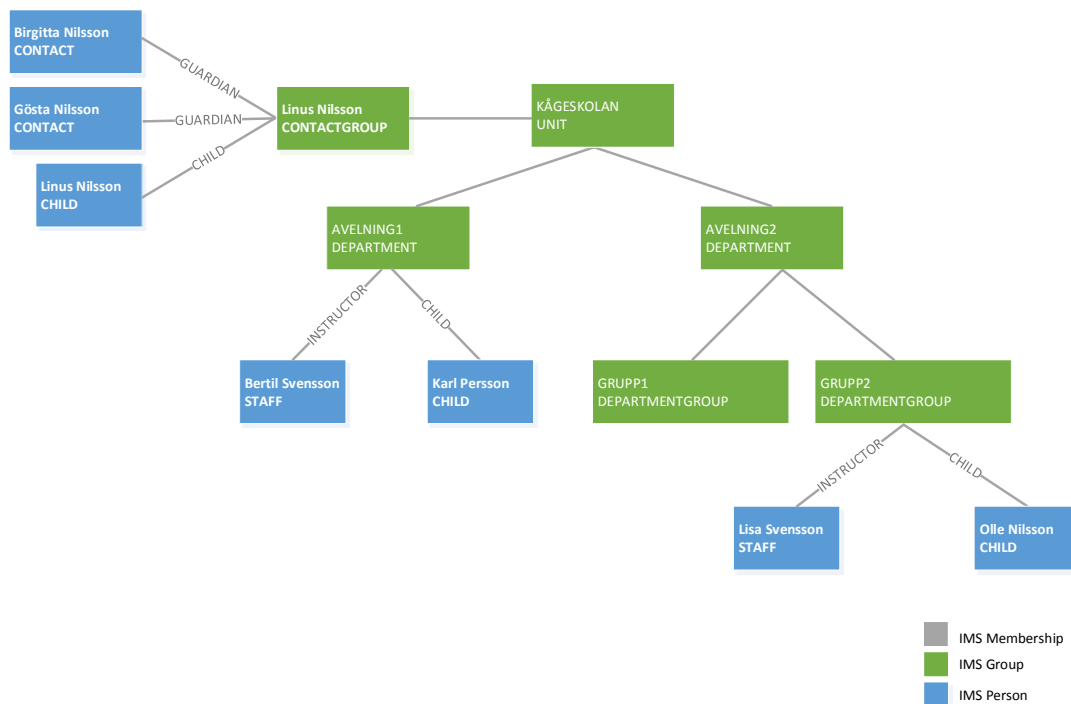 Birgitta Nilsson
CONTACT
GUARDIAN
Gösta Nilsson
CONTACT
GUARDIAN
Linus Nilsson
CHILD
CHILD
Linus Nilsson
CONTACTGROUP
KÅGESKOLAN
UNIT
AVELNING1
DEPARTMENT
AVELNING2
DEPARTMENT
INSTRUCTOR
CHILD
Bertil Svensson
STAFF
Karl Persson
CHILD
GRUPP1
DEPARTMENTGROUP
GRUPP2
DEPARTMENTGROUP
INSTRUCTOR
CHILD
Lisa Svensson
STAFF
Olle Nilsson
CHILD
IMS Membership
IMS Group
IMS Person